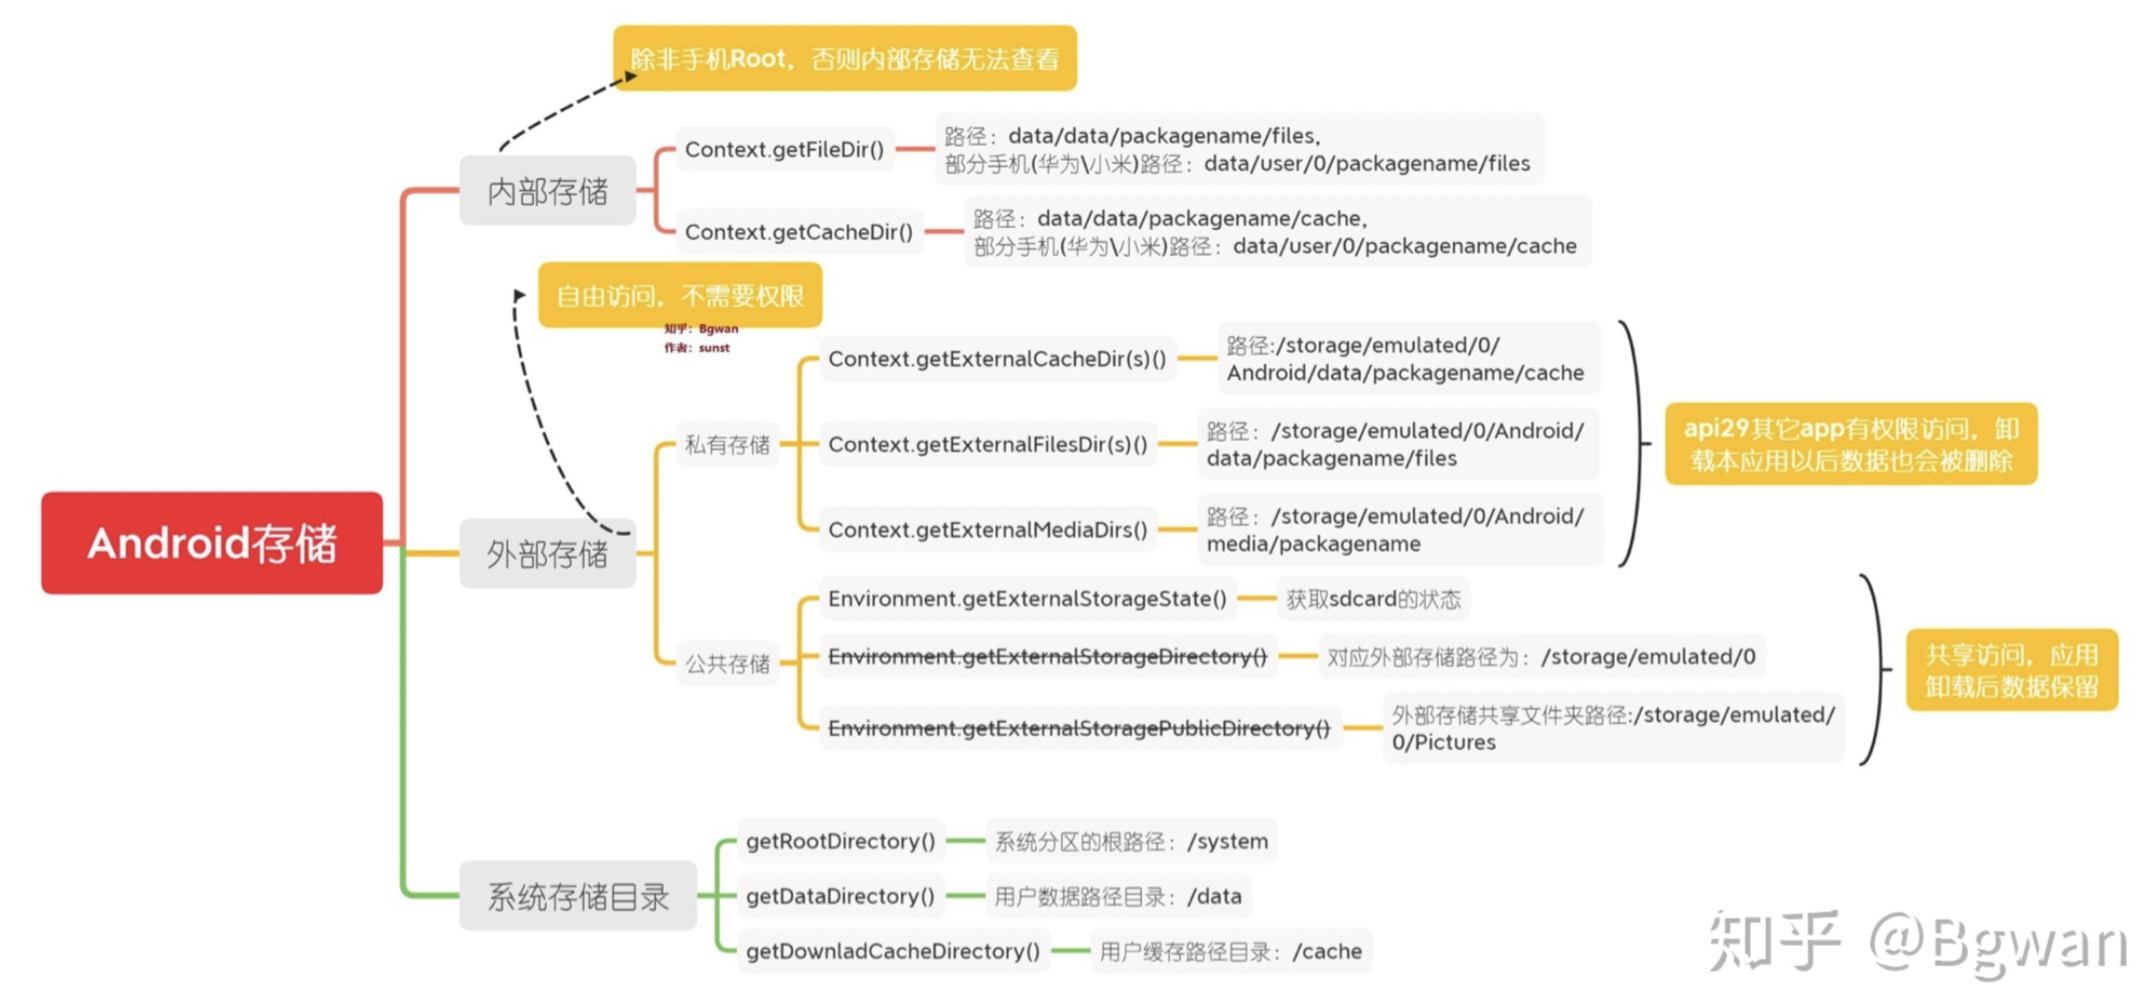 除非手机Root，否则内部存储无法查看
Context.getFileDir()
路径：data/data/packagename/files,
部分手机(华为\小米)路径：data/user/0/packagename/files
内部存储
Context.getCacheDir()
路径：data/data/packagename/cache,
部分手机(华为\小米)路径：data/user/0/packagename/cache
自由访问，不需要权限
知乎：Bgwan
作者：sunst
Context.getExternalCacheDir(s)()
路径:/storage/emulated/0/
Android/data/packagename/cache
私有存储
Context.getExternalFilesDir(s)()
路径：/storage/emulated/0/Android/
data/packagename/files
api29其它app有权限访问，卸
载本应用以后数据也会被删除
Context.getExternalMediaDirs()
路径：/storage/emulated/0/Android/
media/packagename
Android存储
外部存储
Environment.getExternalStorageState()
获取sdcard的状态
公共存储
Environment.getExternalStorageDirectory()
对应外部存储路径为：/storage/emulated/0
共享访问，应用
卸载后数据保留
Environment.getExternalStoragePublicDirectory()
外部存储共享文件夹路径:/storage/emulated/
0/Pictures
getRootDirectory()
系统分区的根路径：/system
系统存储目录
getDataDirectory()
用户数据路径目录：/data
getDownladCacheDirectory()
用户缓存路径目录：/cache
知乎 @Bgwan